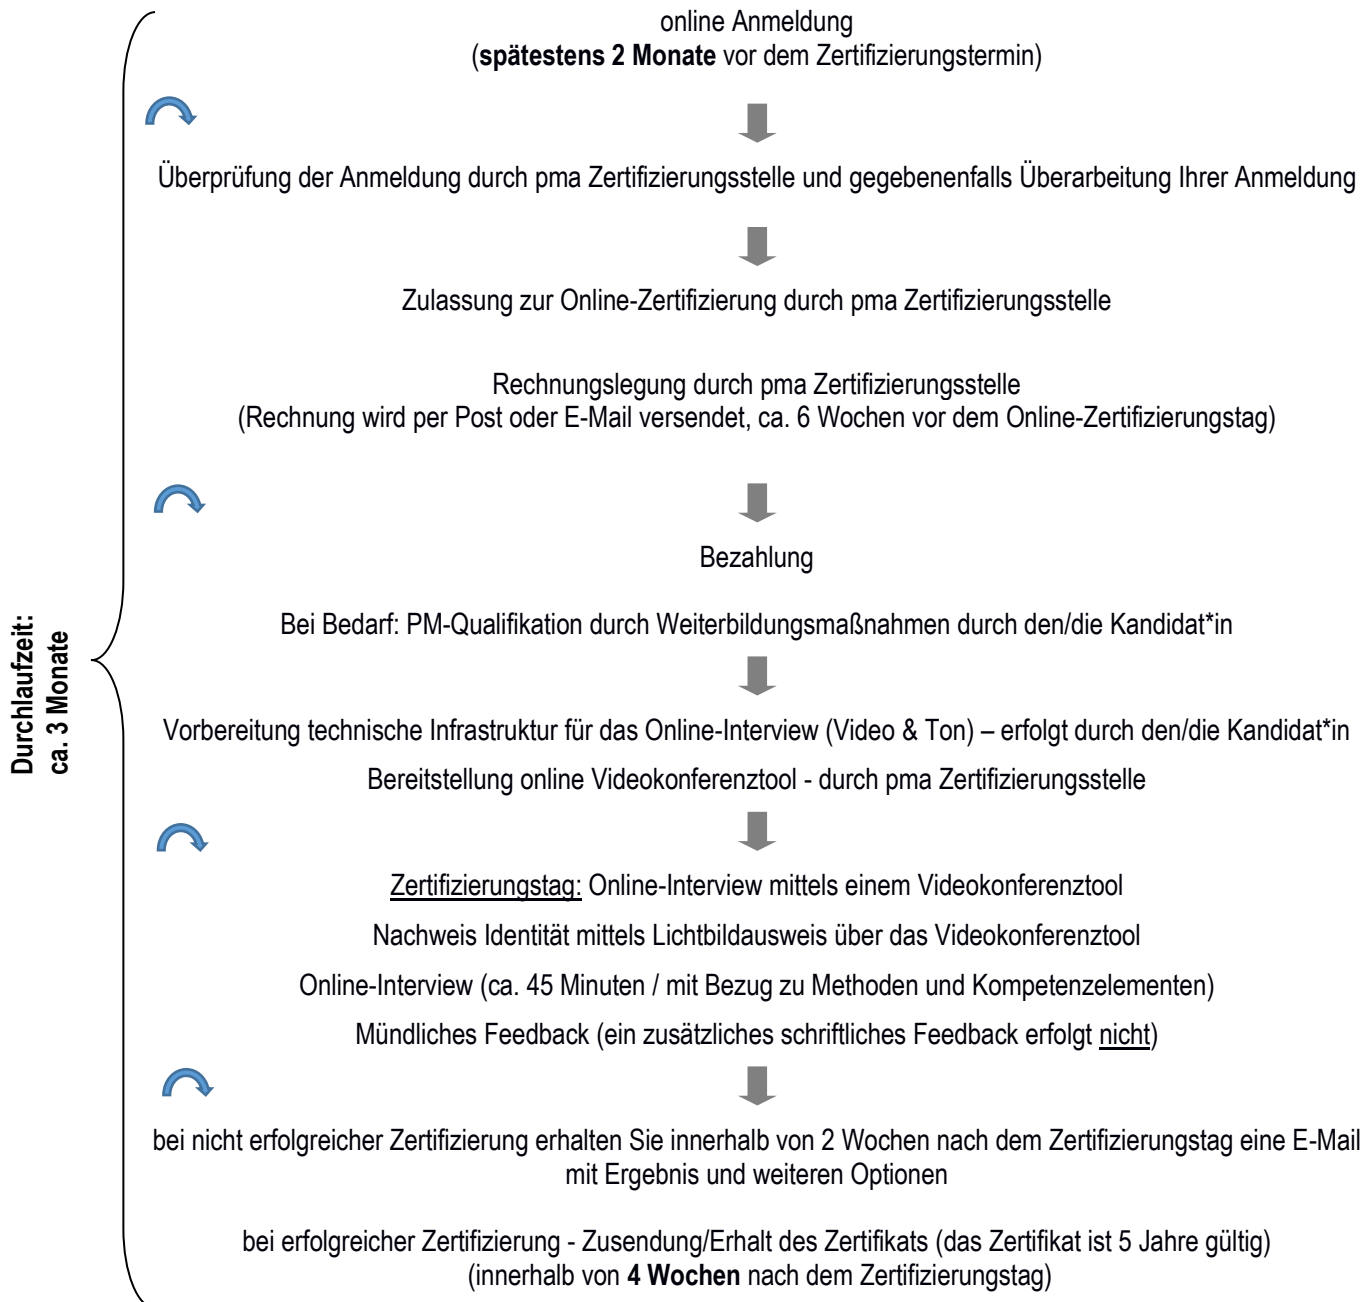 online Anmeldung
(spätestens 2 Monate vor dem Zertifizierungstermin)
Überprüfung der Anmeldung durch pma Zertifizierungsstelle und gegebenenfalls Überarbeitung Ihrer Anmeldung
Zulassung zur Online-Zertifizierung durch pma Zertifizierungsstelle
Rechnungslegung durch pma Zertifizierungsstelle
(Rechnung wird per Post oder E-Mail versendet, ca. 6 Wochen vor dem Online-Zertifizierungstag)
Bezahlung
Bei Bedarf: PM-Qualifikation durch Weiterbildungsmaßnahmen durch den/die Kandidat*in
Durchlaufzeit:
ca. 3 Monate
Vorbereitung technische Infrastruktur für das Online-Interview (Video & Ton) – erfolgt durch den/die Kandidat*in
Bereitstellung online Videokonferenztool - durch pma Zertifizierungsstelle
Zertifizierungstag: Online-Interview mittels einem Videokonferenztool
Nachweis Identität mittels Lichtbildausweis über das Videokonferenztool
Online-Interview (ca. 45 Minuten / mit Bezug zu Methoden und Kompetenzelementen)
Mündliches Feedback (ein zusätzliches schriftliches Feedback erfolgt nicht)
bei nicht erfolgreicher Zertifizierung erhalten Sie innerhalb von 2 Wochen nach dem Zertifizierungstag eine E-Mail
mit Ergebnis und weiteren Optionen
bei erfolgreicher Zertifizierung - Zusendung/Erhalt des Zertifikats (das Zertifikat ist 5 Jahre gültig)
(innerhalb von 4 Wochen nach dem Zertifizierungstag)